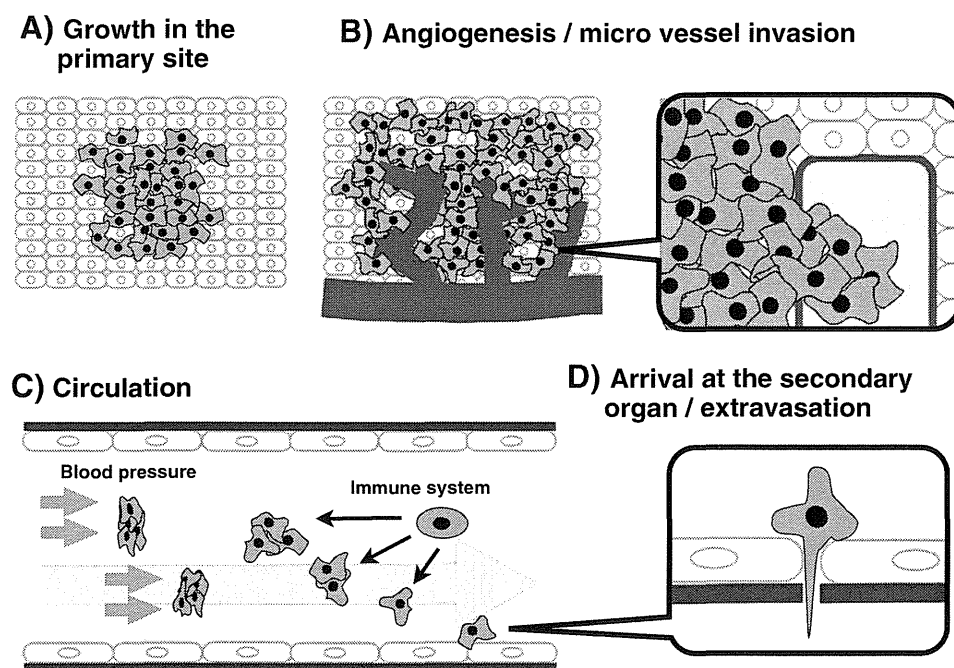 A) Growth in the
primary site
B) Angiogenesis / micro vessel invasion
C) Circulation
Blood pressure
Immune system
D) Arrival at the secondary
organ / extravasation